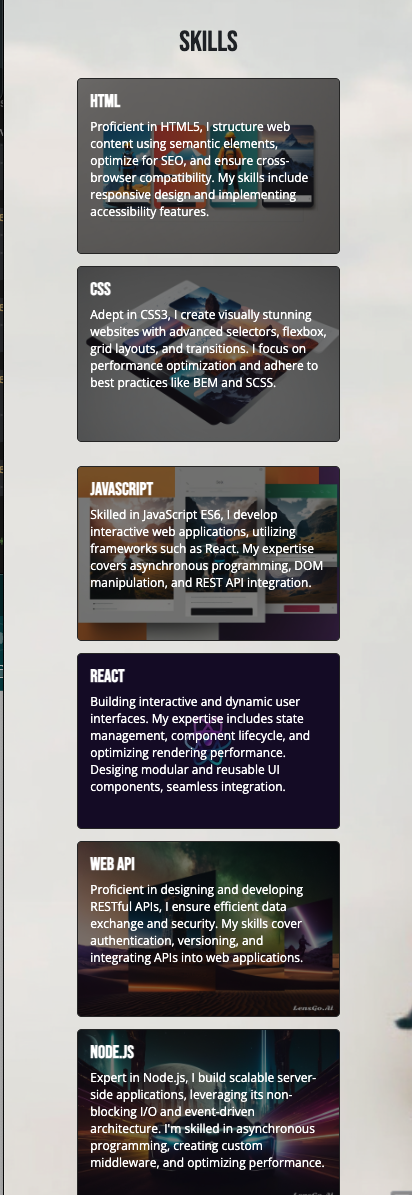 SKILLS
HTML
Proficient in HTML5, I structure web
content using semantic elements,
optimize for SEO, and ensure cross-
browser compatibility. My skills include
responsive design and implementing
accessibility features.
CSS
Adept in CSS3, I create visually stunning
websites with advanced selectors, flexbox,
grid layouts, and transitions. I focus on
performance optimization and adhere to
best practices like BEM and SCSS.
JAVASCRIPT
Skilled in JavaScript ES6, I develop
interactive web applications, utilizing
frameworks such as React. My expertise
covers asynchronous programming, DOM
manipulation, and REST API integration.
REACT
Building interactive and dynamic user
interfaces. My expertise includes state
management, component lifecycle, and
optimizing rendering performance.
Desiging modular and reusable UI
components, seamless integration.
WEB API
Proficient in designing and developing
RESTful APIs, I ensure efficient data
exchange and security. My skills cover
authentication, versioning, and
integrating APIs into web applications.
LensGo.AI
NODE.JS
Expert in Node.js, I build scalable server-
side applications, leveraging its non-
blocking I/O and event-driven
architecture. I'm skilled in asynchronous
programming, creating custom
middleware, and optimizing performance.